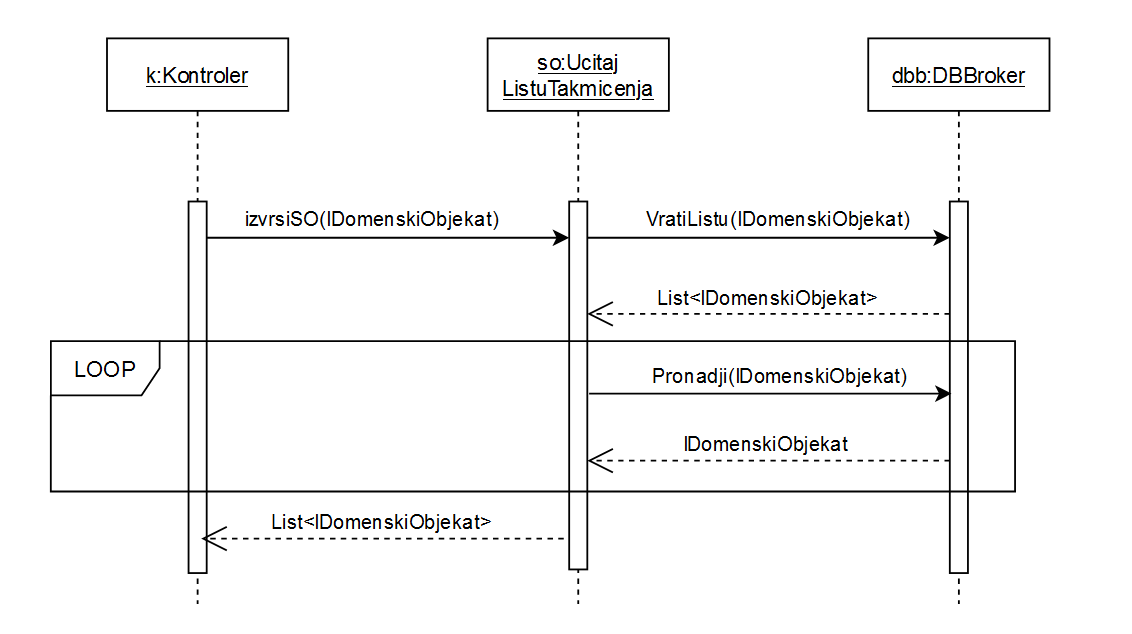 k:Kontroler
so:Ucitaj
ListuTakmicenja
dbb:DBBroker
izvrsiSO(IDomenskiObjekat)
VratiListu(IDomenskiObjekat)
List<IDomenskiObjekat>
LOOP
Pronadji(IDomenskiObjekat)
IDomenskiObjekat
List<IDomenskiObjekat>